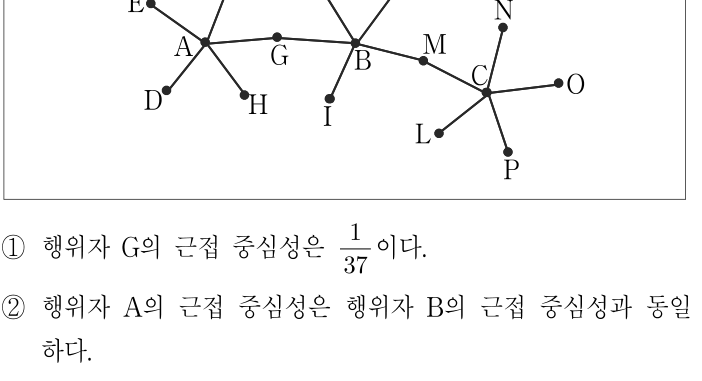 E
N
A
G
B
M
C
D
H
I
O
L
P
① 행위자 G의 근접 중심성은 1/37 이다.
② 행위자 A의 근접 중심성은 행위자 B의 근접 중심성과 동일
하다.